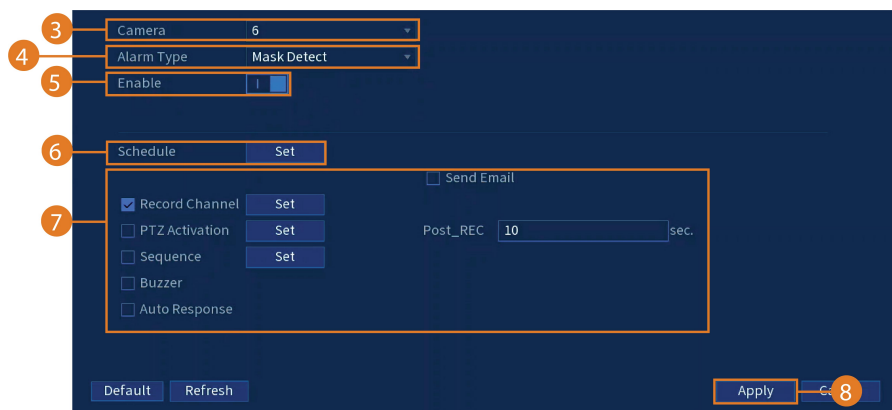 3 Camera 6
4 Alarm Type Mask Detect
5 Enable
6 Schedule Set
Send Email
Record Channel Set
7 PTZ Activation Set Post_REC 10 sec.
Sequence Set
Buzzer
Auto Response
Default Refresh Apply 8